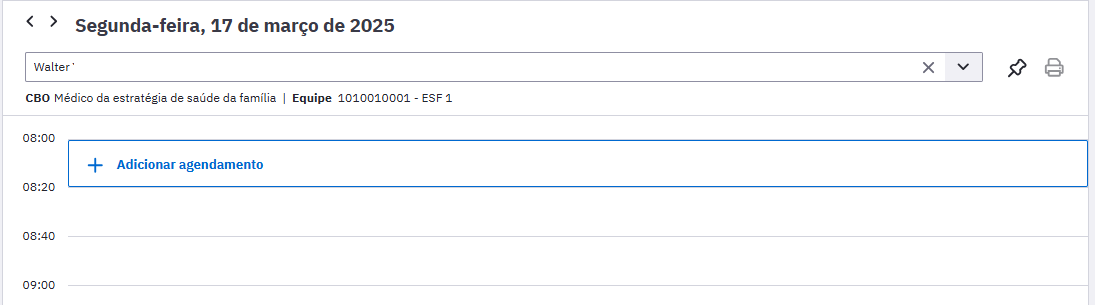 Segunda-feira, 17 de março de 2025
Walter
CBO Médico da estratégia de saúde da família | Equipe 1010010001 - ESF 1
08:00
Adicionar agendamento
08:20
08:40
09:00